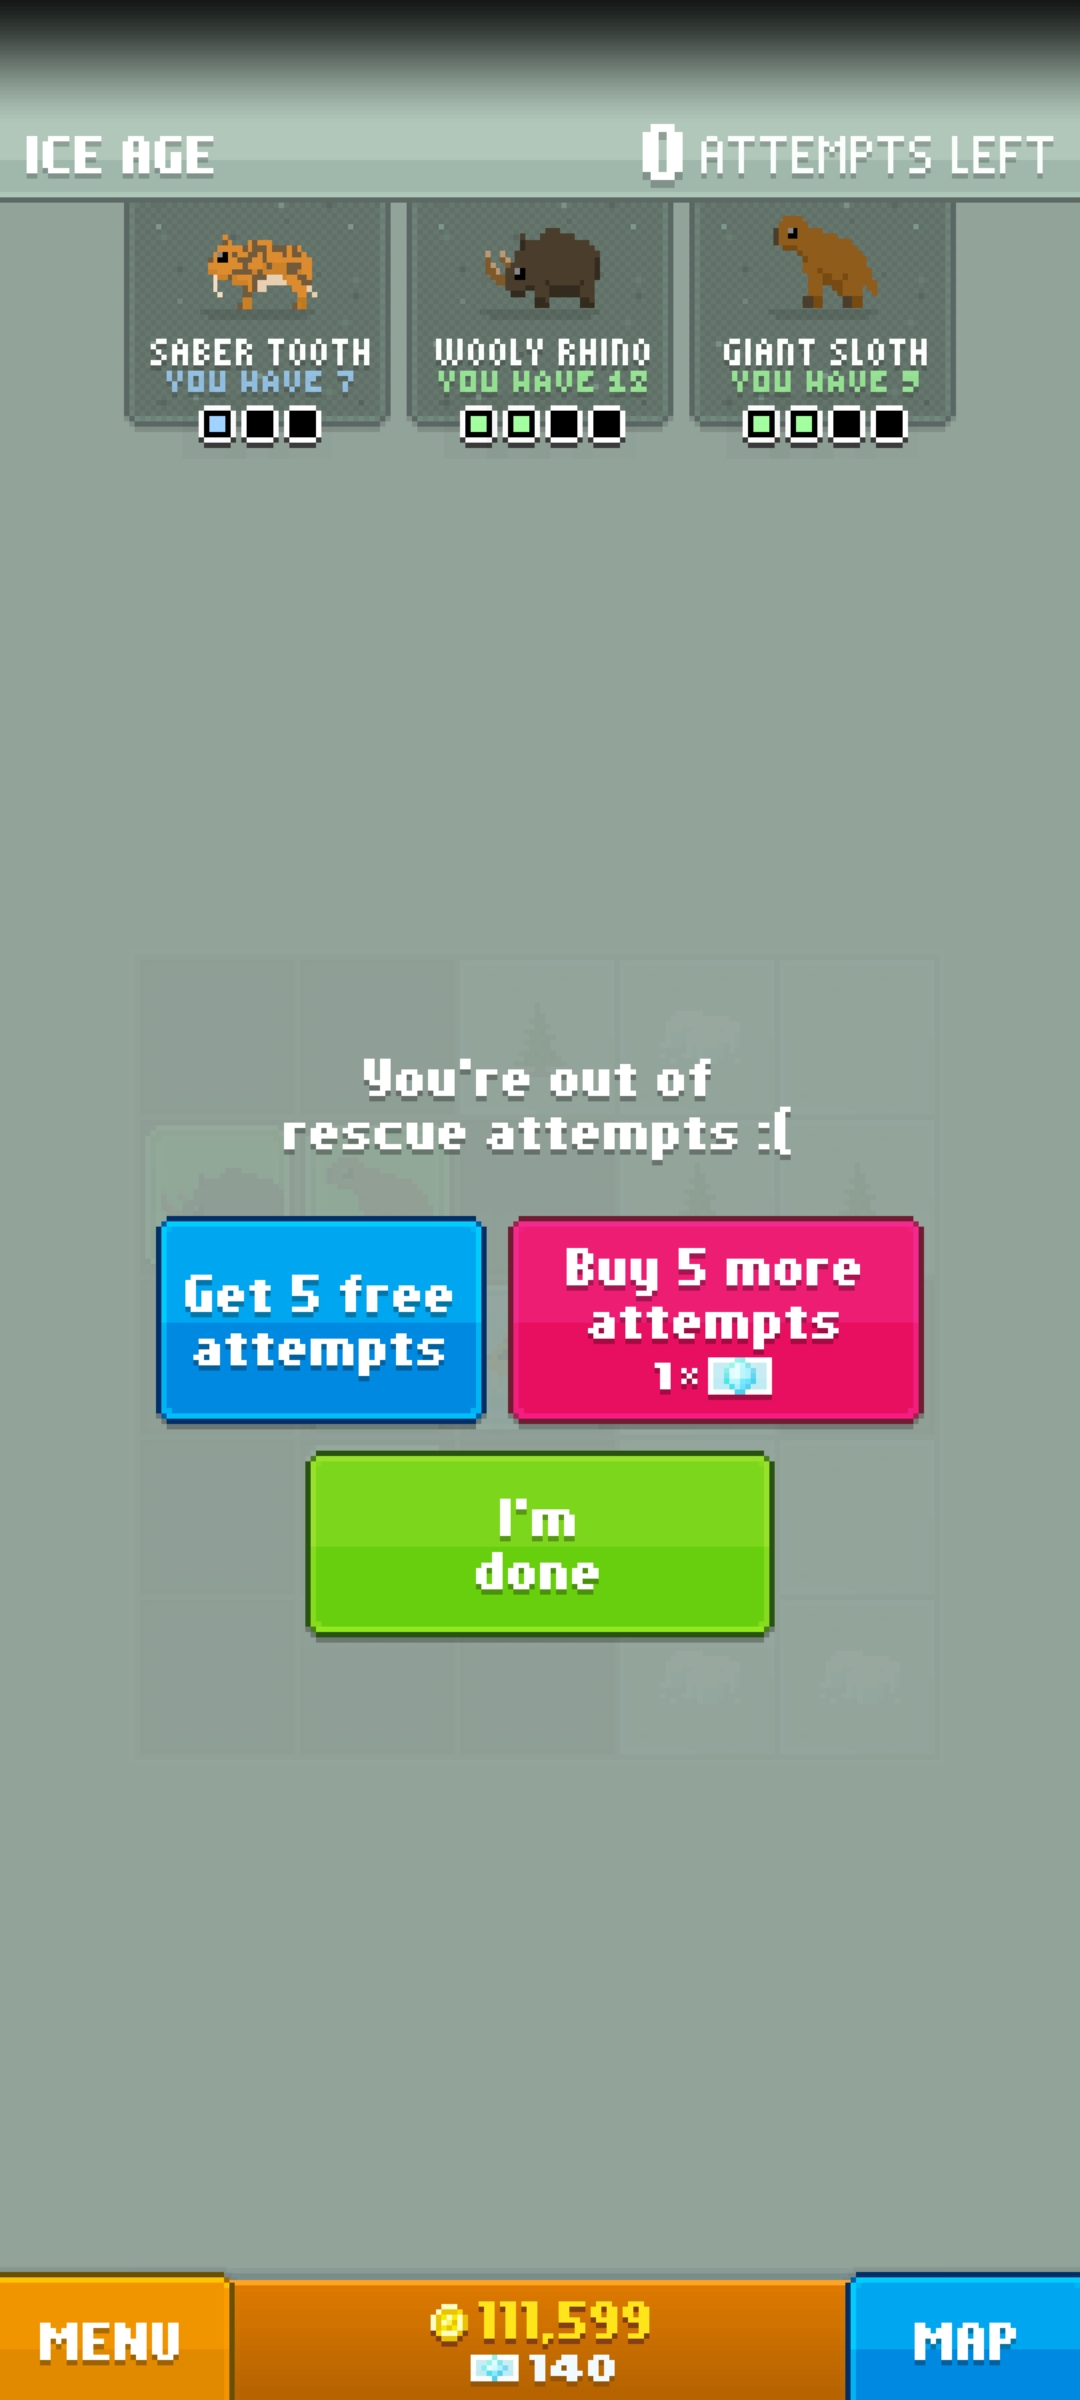 ICE AGE
0 ATTEMPTS LEFT
SABER TOOTH
YOU HAVE 7
WOOLY RHINO
YOU HAVE 12
GIANT SLOTH
YOU HAVE 5
You're out of
rescue attempts :(
Get 5 free
attempts
Buy 5 more
attempts
1×
I'm
done
MENU
111,599
140
MAP